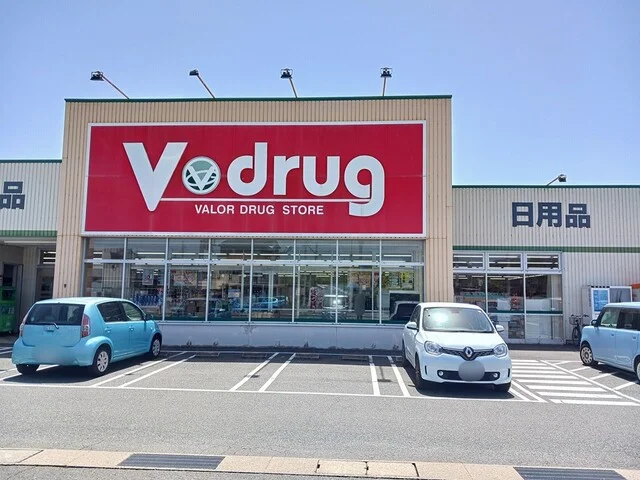 V drug
VALOR DRUG STORE
品
日用品